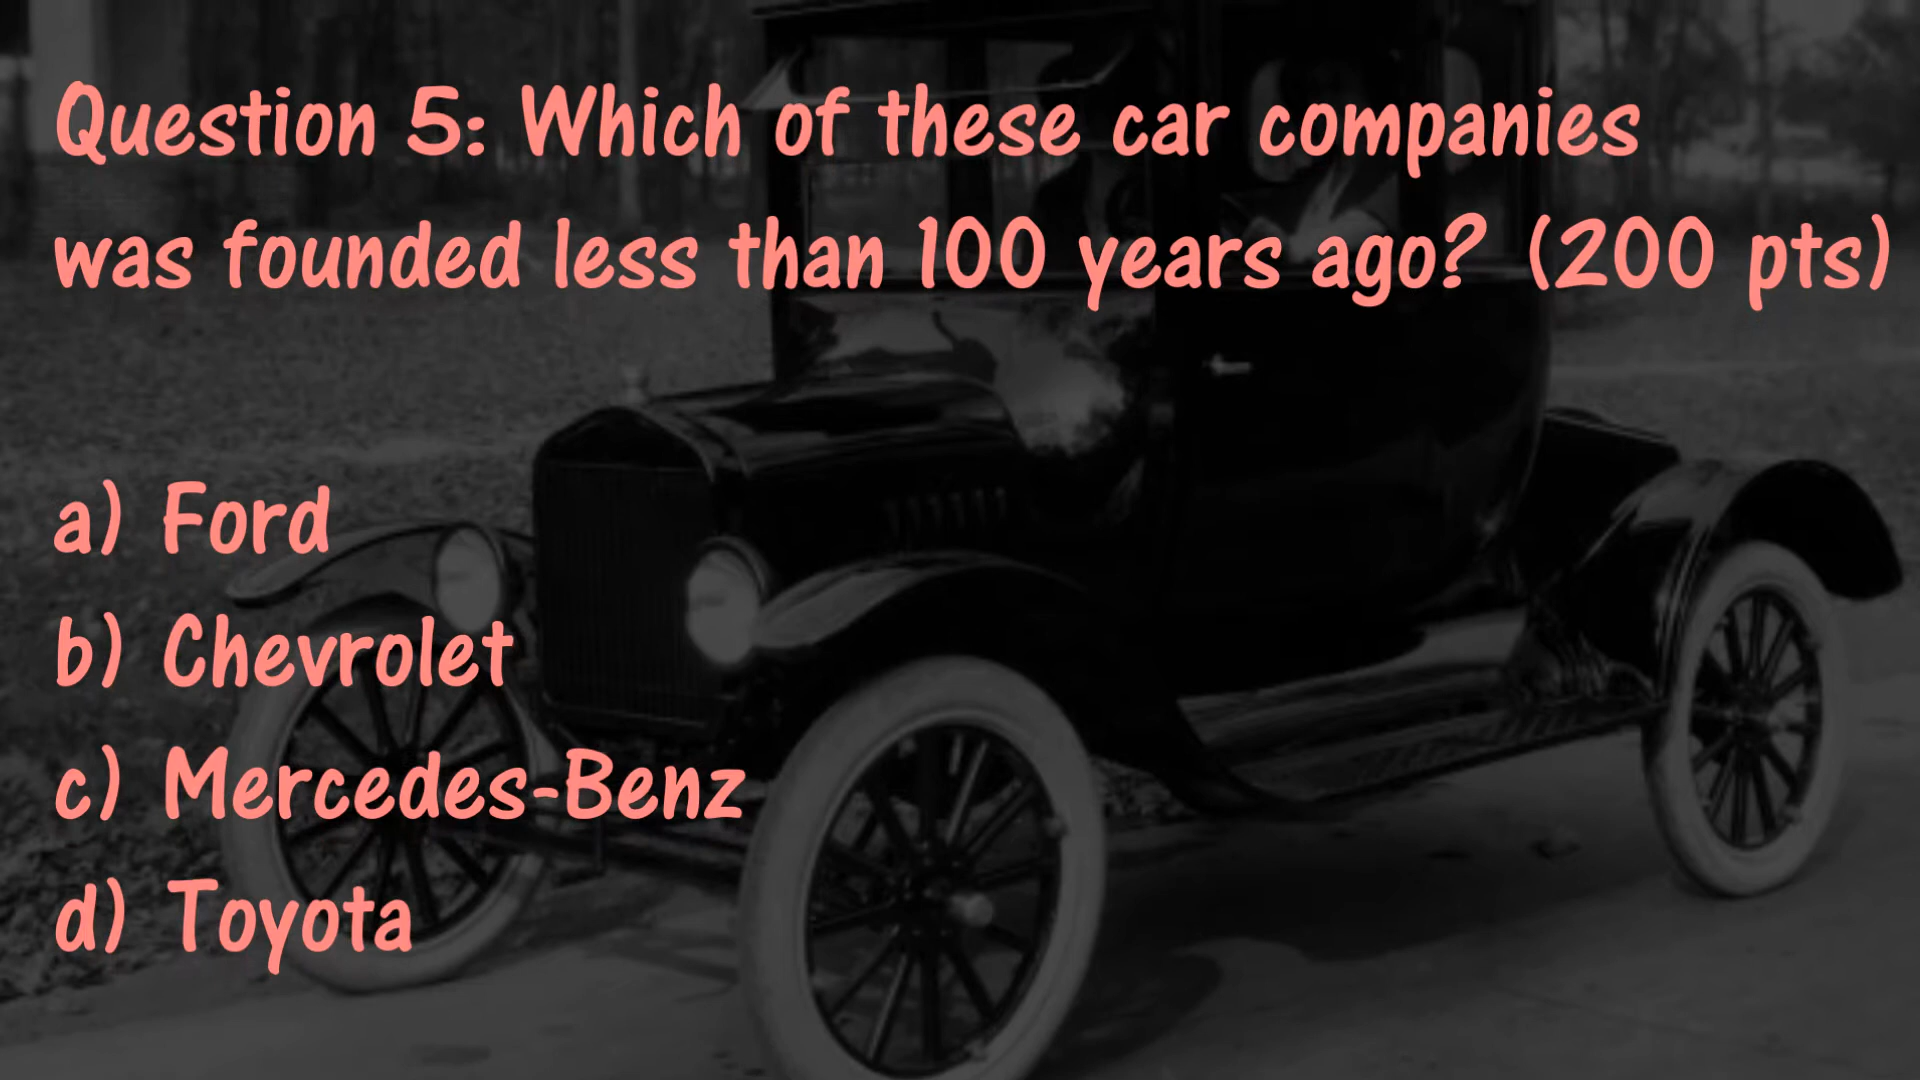 Question 5: Which of these car companies
was founded less than 100 years ago? (200 pts)
a) Ford
b) Chevrolet
c) Mercedes-Benz
d) Toyota